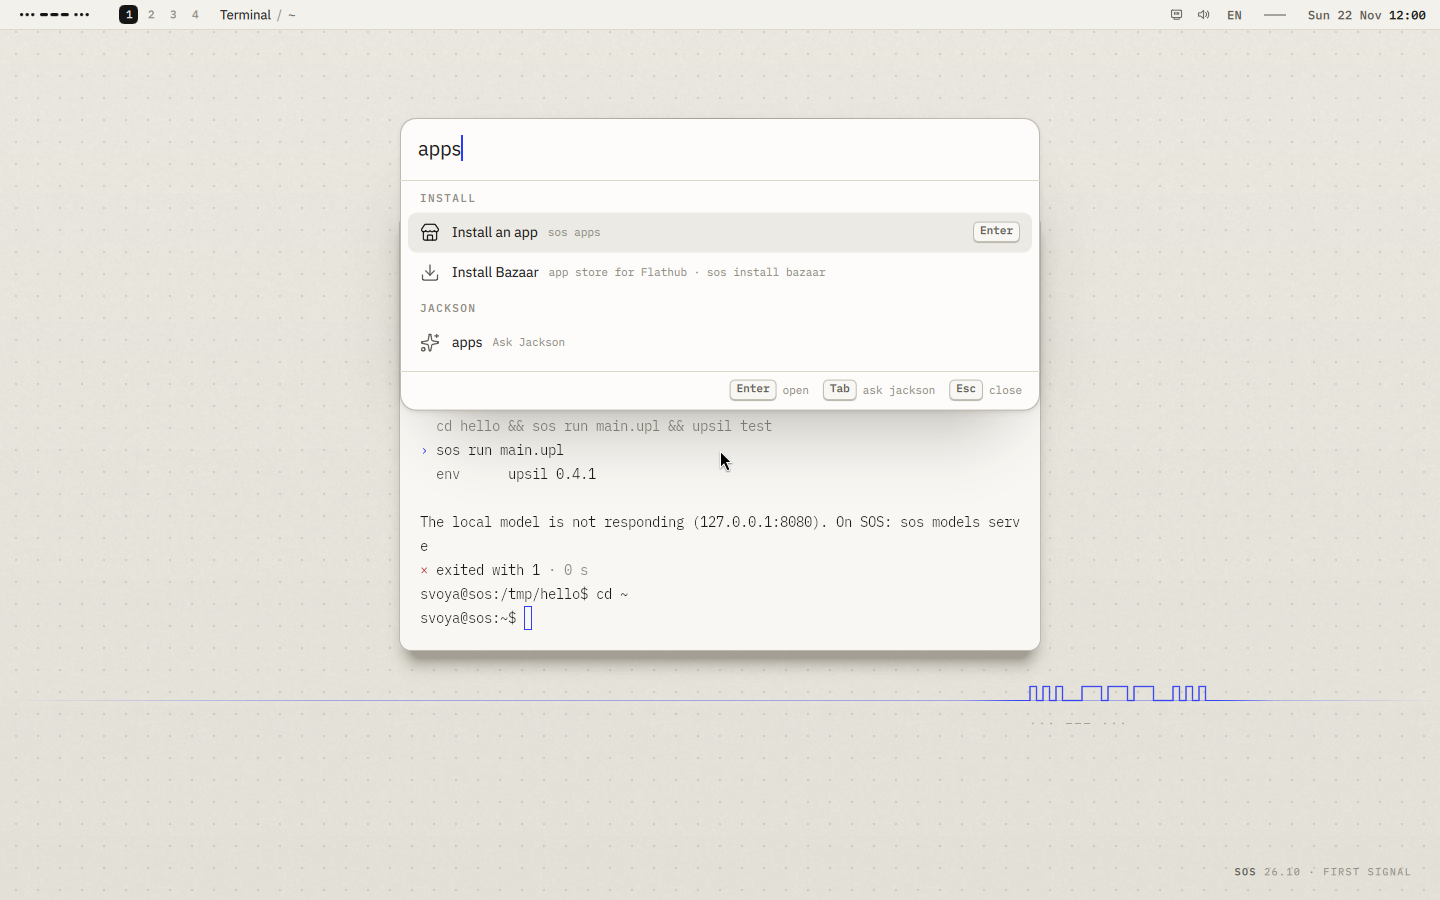 1 2 3 4 Terminal / ~
EN Sun 22 Nov 12:00
apps
INSTALL
Install an app sos apps Enter
Install Bazaar app store for Flathub · sos install bazaar
JACKSON
apps Ask Jackson
Enter open Tab ask jackson Esc close
cd hello && sos run main.upl && upsil test
› sos run main.upl
env upsil 0.4.1
The local model is not responding (127.0.0.1:8080). On SOS: sos models serv
e
× exited with 1 · 0 s
svoya@sos:/tmp/hello$ cd ~
svoya@sos:~$
··· ——— ···
SOS 26.10 · FIRST SIGNAL